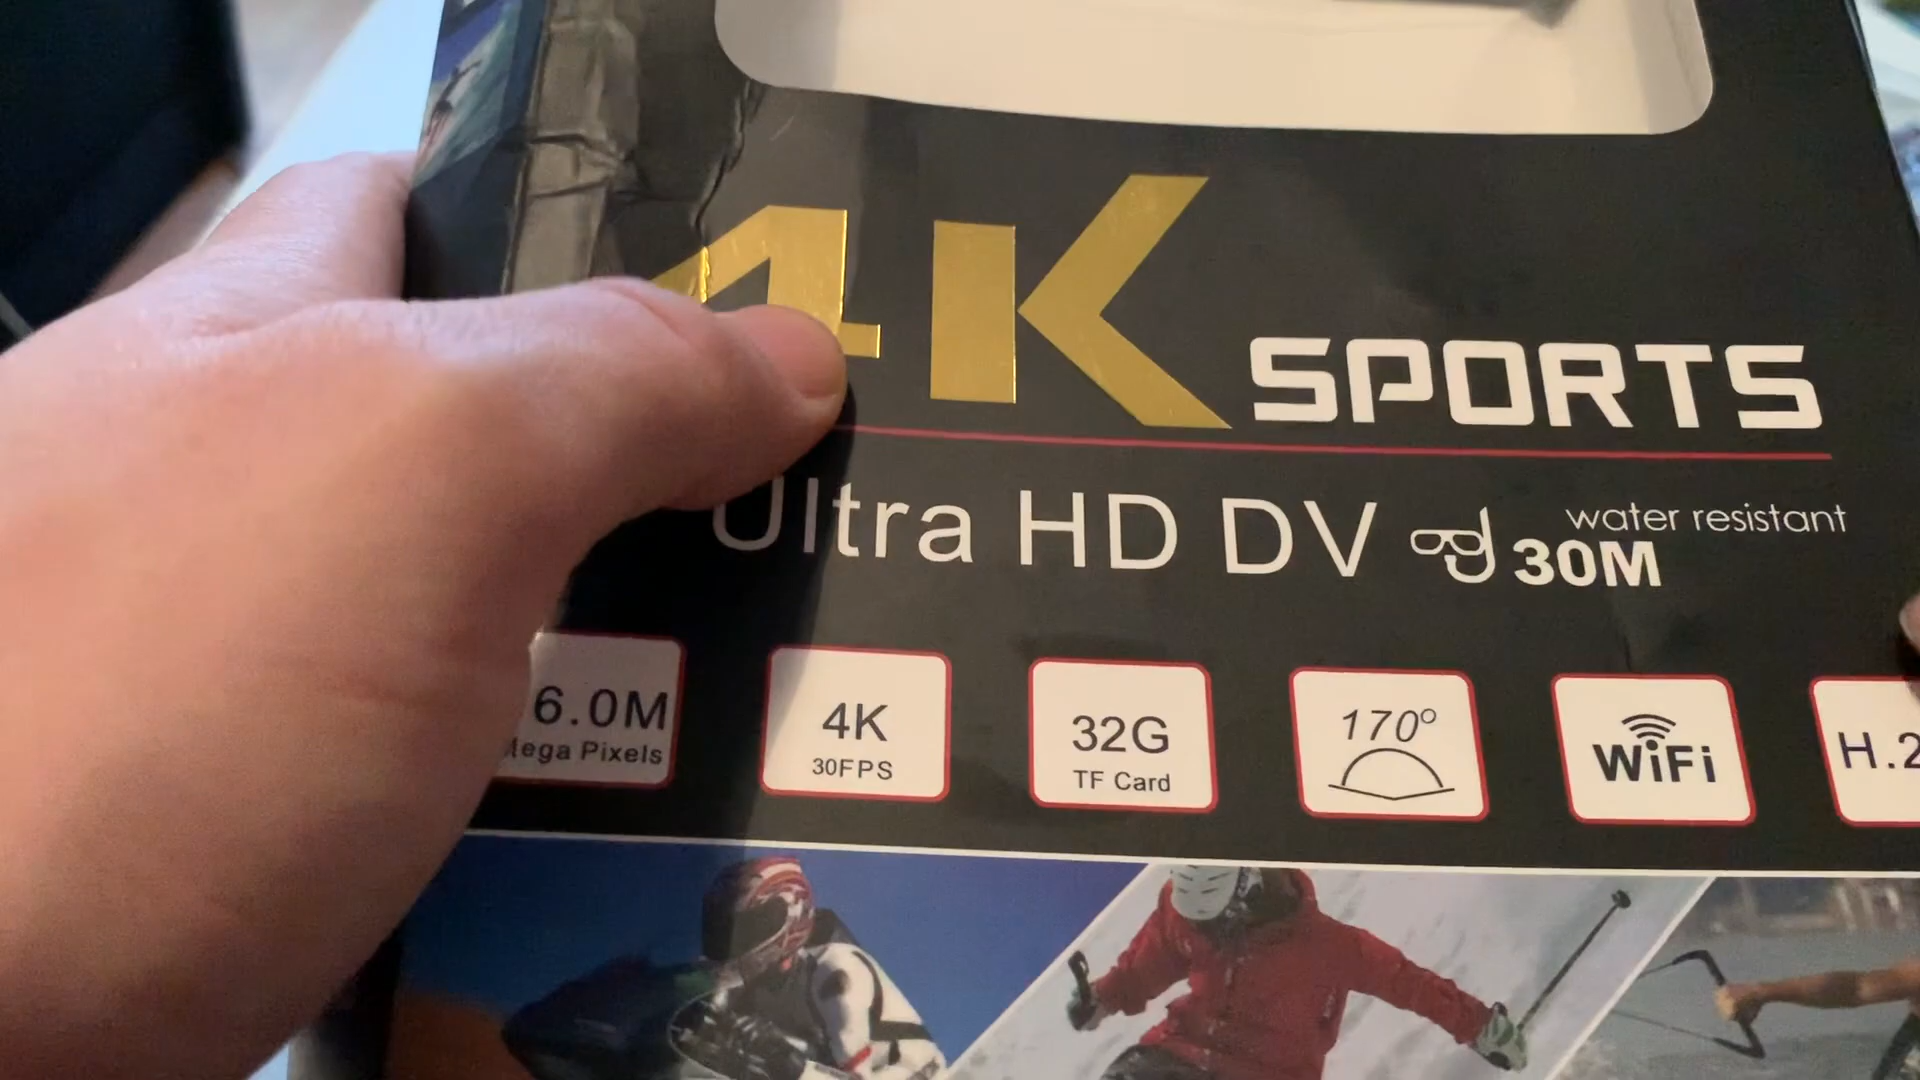 4K SPORTS
Ultra HD DV water resistant
30M
6.0M
Mega Pixels
4K
30FPS
32G
TF Card
170°
WiFi
H.2